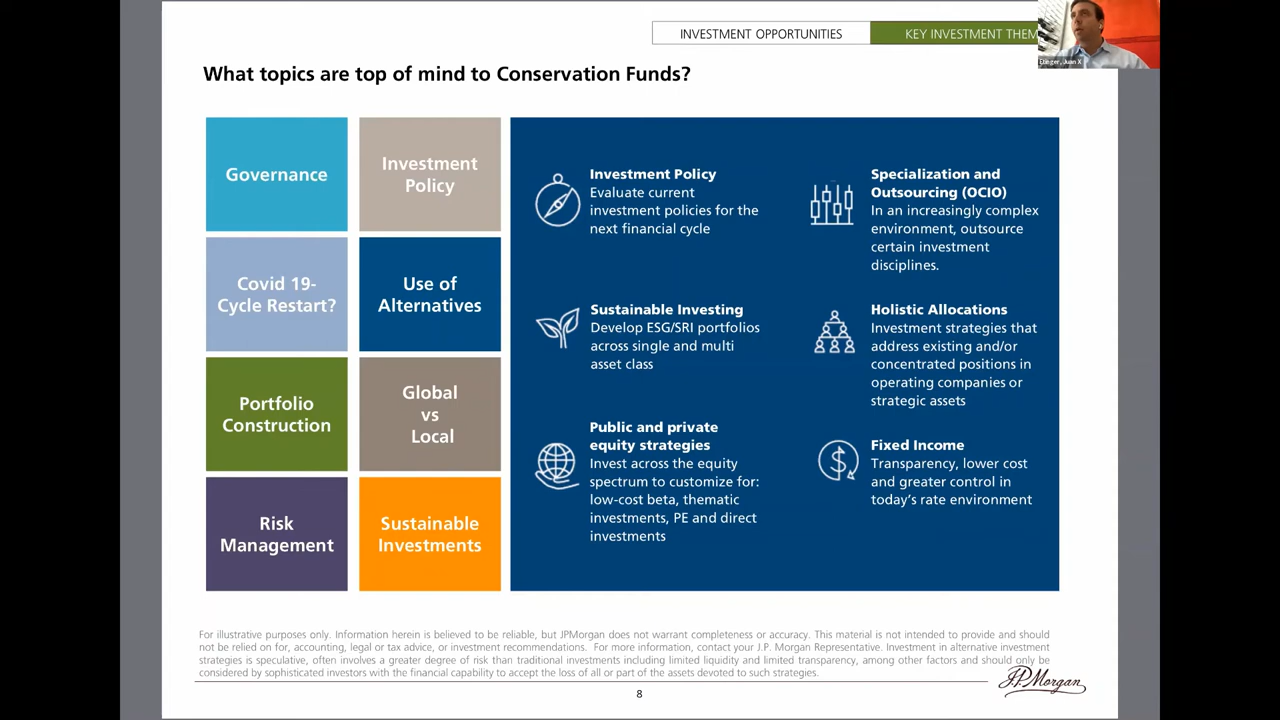 INVESTMENT OPPORTUNITIES
KEY INVESTMENT THEM
Etinger, Juan X
What topics are top of mind to Conservation Funds?
Governance
Investment
Policy
Covid 19-
Cycle Restart?
Use of
Alternatives
Portfolio
Construction
Global
vs
Local
Risk
Management
Sustainable
Investments
Investment Policy
Evaluate current
investment policies for the
next financial cycle
Specialization and
Outsourcing (OCIO)
In an increasingly complex
environment, outsource
certain investment
disciplines.
Sustainable Investing
Develop ESG/SRI portfolios
across single and multi
asset class
Holistic Allocations
Investment strategies that
address existing and/or
concentrated positions in
operating companies or
strategic assets
Public and private
equity strategies
Invest across the equity
spectrum to customize for:
low-cost beta, thematic
investments, PE and direct
investments
Fixed Income
Transparency, lower cost
and greater control in
today's rate environment
For illustrative purposes only. Information herein is believed to be reliable, but JPMorgan does not warrant completeness or accuracy. This material is not intended to provide and should
not be relied on for, accounting, legal or tax advice, or investment recommendations. For more information, contact your J.P. Morgan Representative. Investment in alternative investment
strategies is speculative, often involves a greater degree of risk than traditional investments including limited liquidity and limited transparency, among other factors and should only be
considered by sophisticated investors with the financial capability to accept the loss of all or part of the assets devoted to such strategies.
J.P.Morgan
8